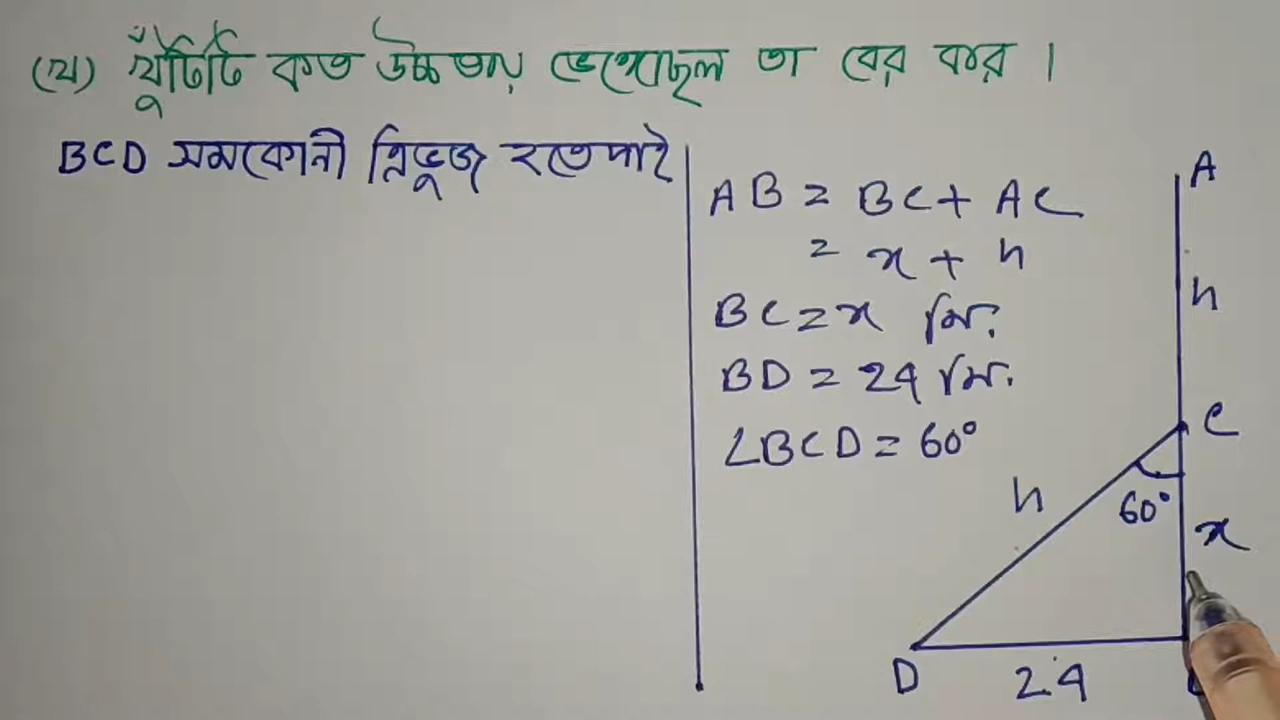 (খ) খুঁটিটি কত উচ্চতায় ভেঙ্গেছিল তা বের কর ।
BCD সমকোনী ত্রিভুজ হতে পাই
AB = BC + AC
= x + h
BC = x মি.
BD = 24 মি.
∠BCD = 60°
A
h
C
h
60°
x
D
24